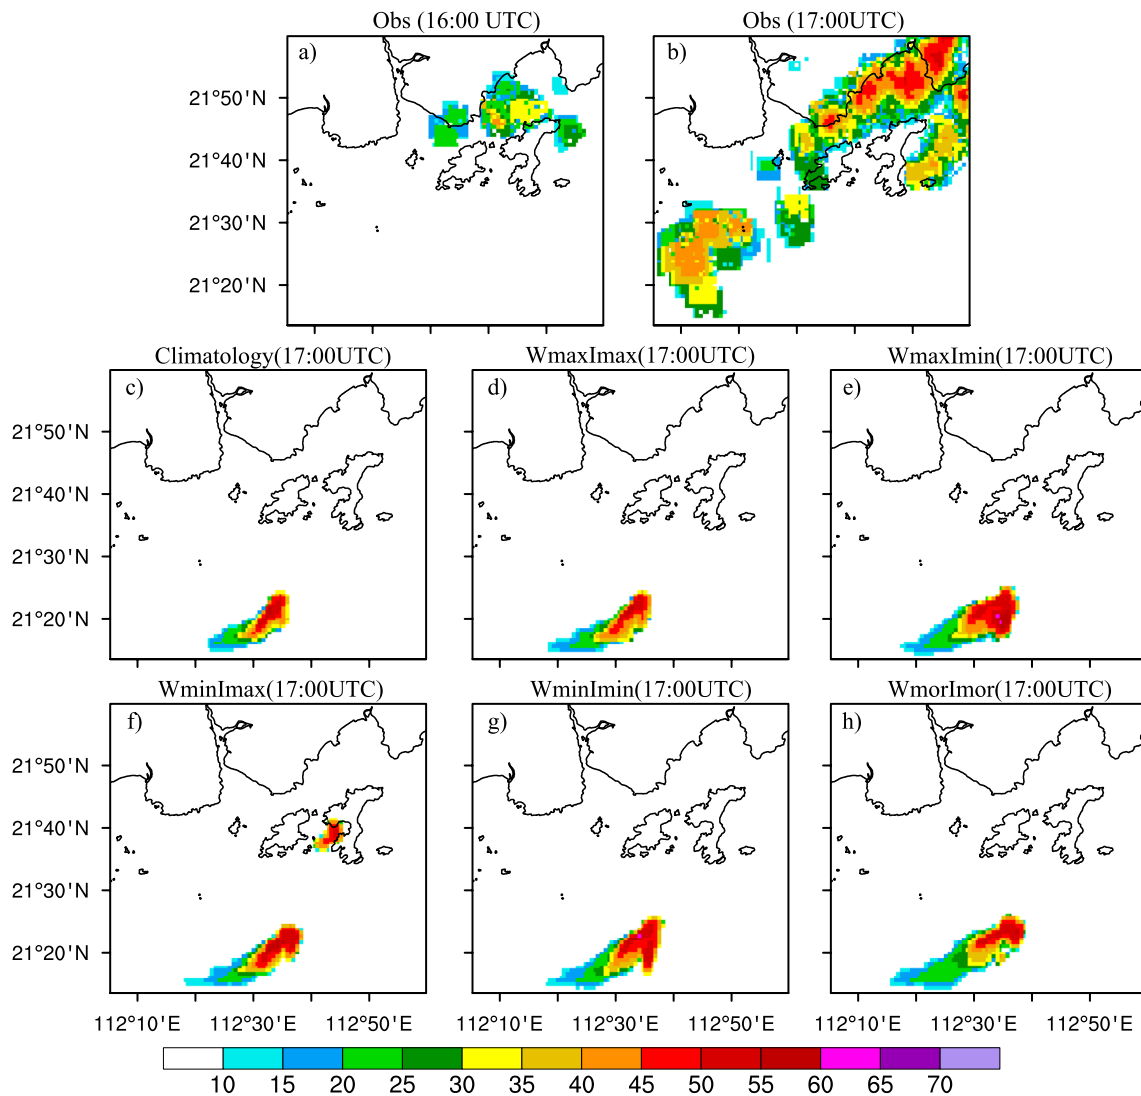 Obs (16:00 UTC) Obs (17:00UTC)
a) b)
21°50'N
21°40'N
21°30'N
21°20'N
Climatology(17:00UTC) WmaxImax(17:00UTC) WmaxImin(17:00UTC)
c) d) e)
21°50'N
21°40'N
21°30'N
21°20'N
WminImax(17:00UTC) WminImin(17:00UTC) WmorImor(17:00UTC)
f) g) h)
21°50'N
21°40'N
21°30'N
21°20'N
112°10'E 112°30'E 112°50'E 112°10'E 112°30'E 112°50'E 112°10'E 112°30'E 112°50'E
10 15 20 25 30 35 40 45 50 55 60 65 70